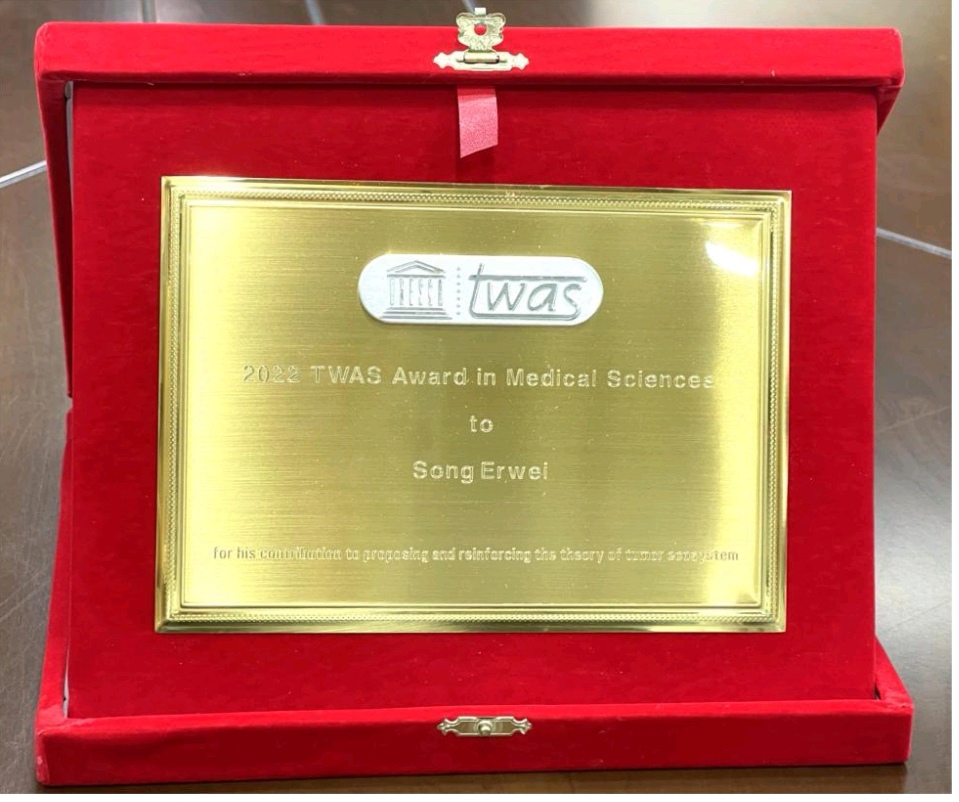 UNESCO twas
2022 TWAS Award in Medical Sciences
to
Song Erwei
for his contribution to proposing and reinforcing the theory of tumor ecosystem